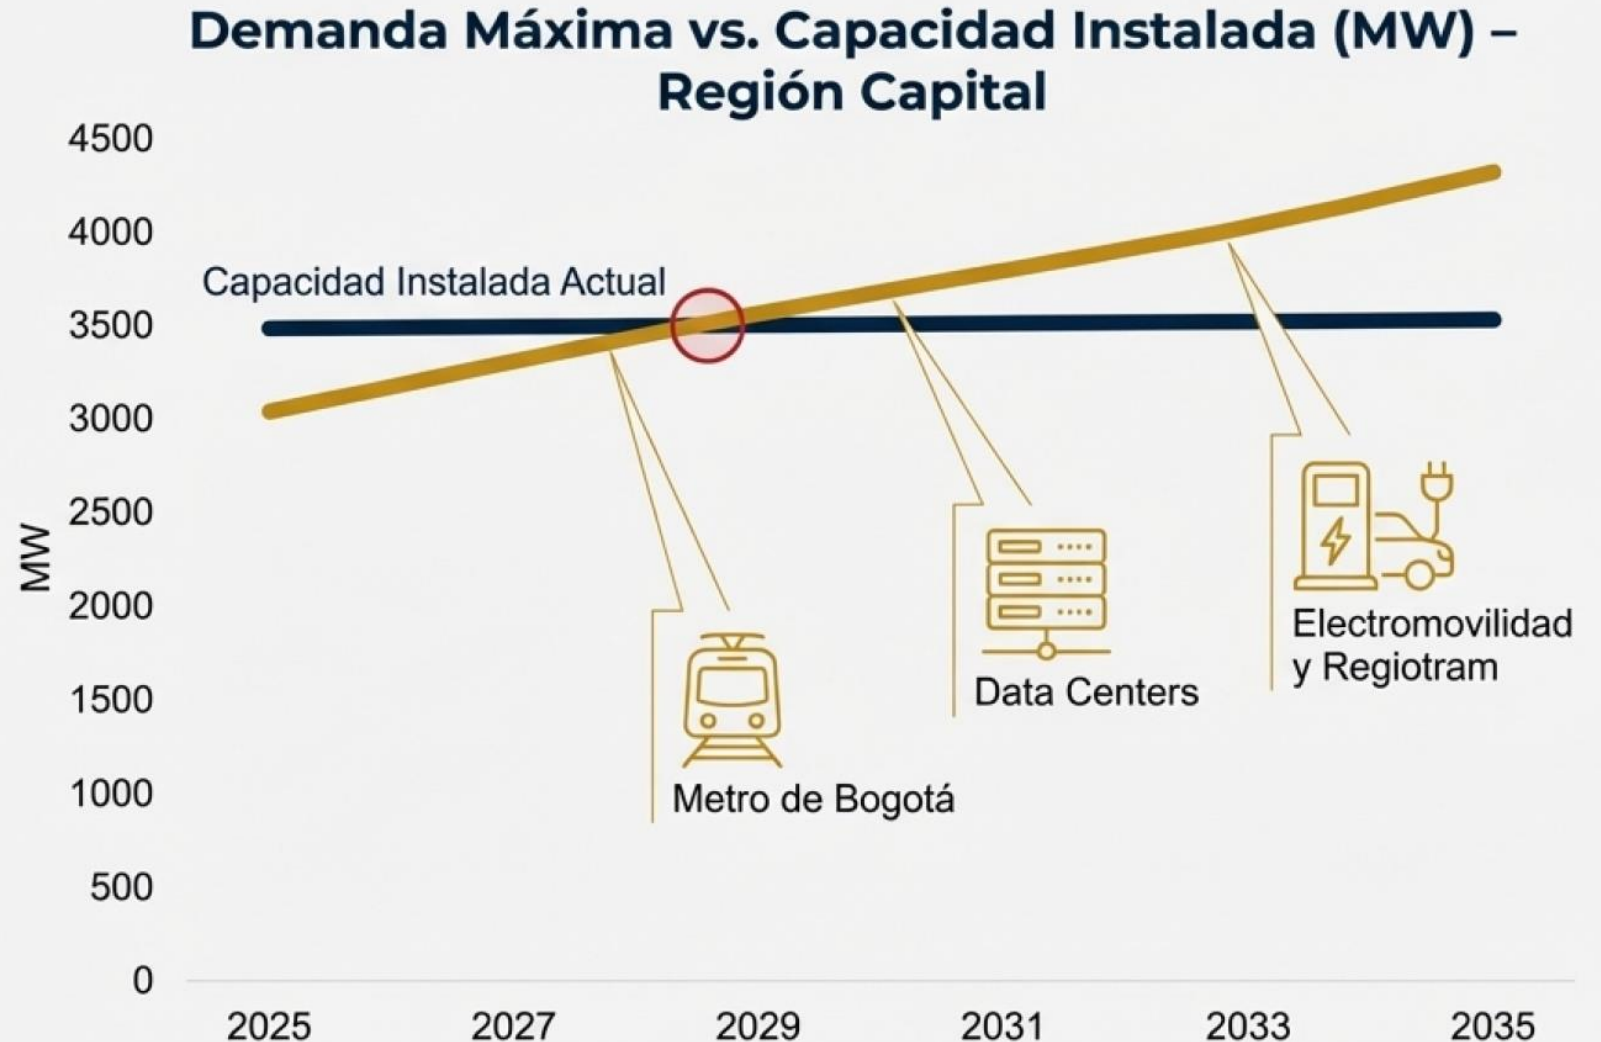 Demanda Máxima vs. Capacidad Instalada (MW) –
Región Capital
4500
4000
Capacidad Instalada Actual
3500
3000
2500
MW
2000
1500
1000
500
0
Metro de Bogotá
Data Centers
Electromovilidad
y Regiotram
2025
2027
2029
2031
2033
2035